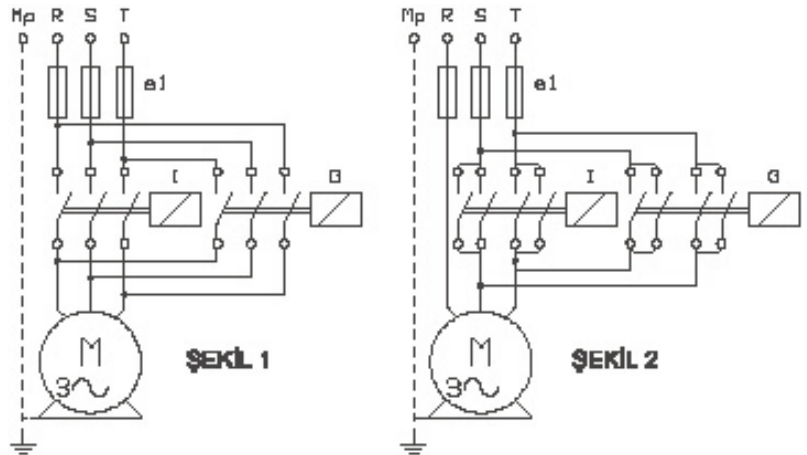 Mp R S T
e1
I G
M
3
ŞEKİL 1
Mp R S T
e1
I G
M
3
ŞEKİL 2